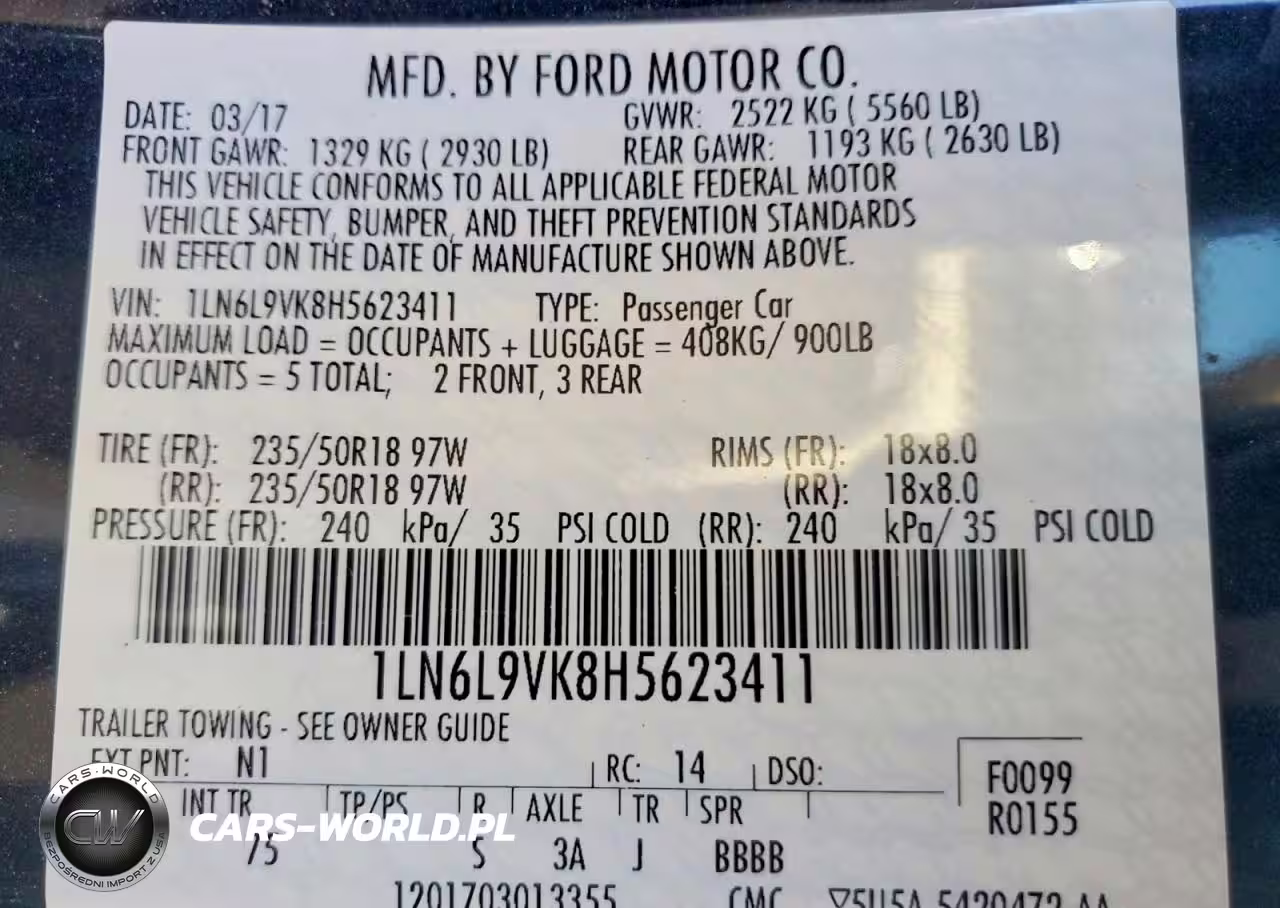 MFD. BY FORD MOTOR CO.
DATE: 03/17 GVWR: 2522 KG ( 5560 LB)
FRONT GAWR: 1329 KG ( 2930 LB) REAR GAWR: 1193 KG ( 2630 LB)
THIS VEHICLE CONFORMS TO ALL APPLICABLE FEDERAL MOTOR
VEHICLE SAFETY, BUMPER, AND THEFT PREVENTION STANDARDS
IN EFFECT ON THE DATE OF MANUFACTURE SHOWN ABOVE.
VIN: 1LN6L9VK8H5623411 TYPE: Passenger Car
MAXIMUM LOAD = OCCUPANTS + LUGGAGE = 408KG/ 900LB
OCCUPANTS = 5 TOTAL; 2 FRONT, 3 REAR
TIRE (FR): 235/50R18 97W RIMS (FR): 18x8.0
(RR): 235/50R18 97W (RR): 18x8.0
PRESSURE (FR): 240 kPa/ 35 PSI COLD (RR): 240 kPa/ 35 PSI COLD
1LN6L9VK8H5623411
TRAILER TOWING - SEE OWNER GUIDE
EXT PNT: N1 RC: 14 DSO: F0099
INT TR TP/PS R AXLE TR SPR R0155
75 S 3A J BBBB
1201703013355 CMC
CARS-WORLD
CW
BEZPOŚREDNI IMPORT Z USA
CARS-WORLD.PL